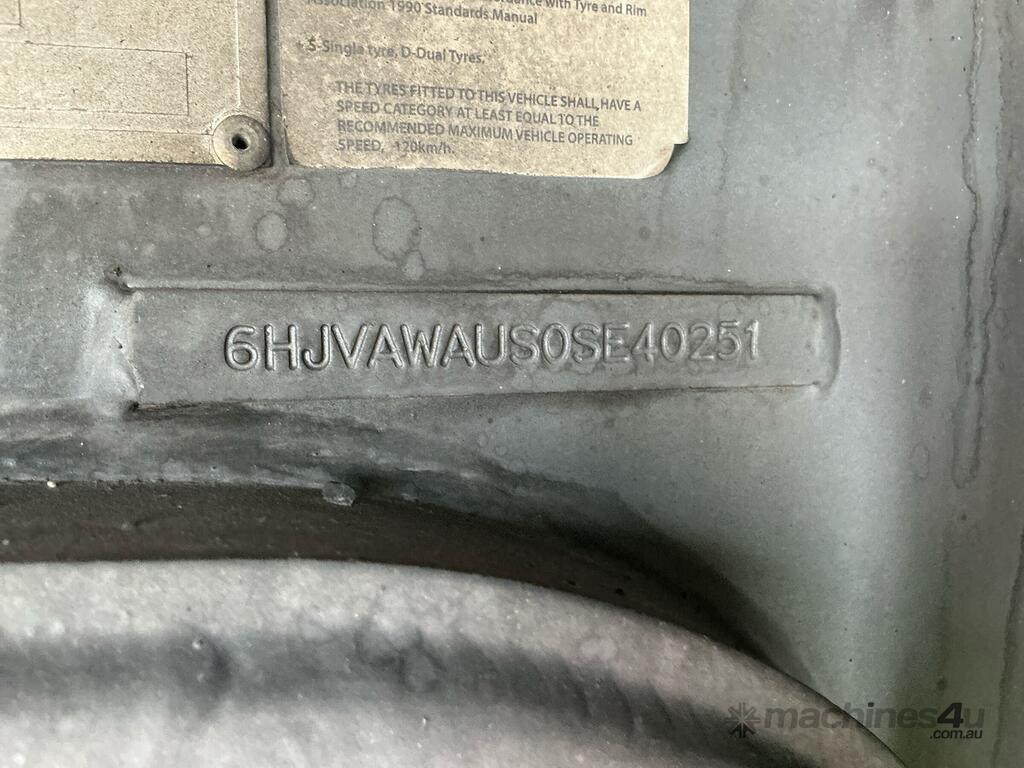 Association 1990 Standards Manual
S-Single tyre, D-Dual Tyres.
THE TYRES FITTED TO THIS VEHICLE SHALL HAVE A
SPEED CATEGORY AT LEAST EQUAL TO THE
RECOMMENDED MAXIMUM VEHICLE OPERATING
SPEED, 120km/h.
6HJVAWAUS0SE40251
machines4u
.com.au